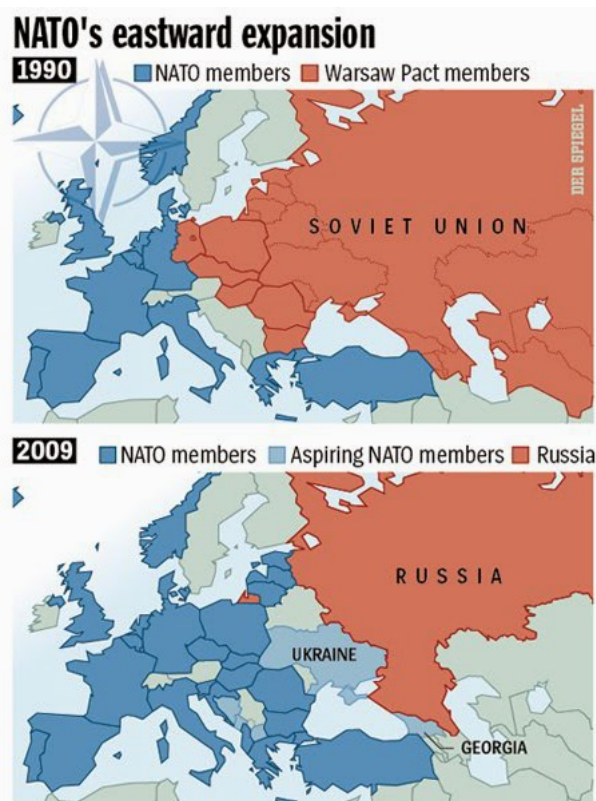 NATO's eastward expansion
1990 NATO members Warsaw Pact members
DER SPIEGEL
SOVIET UNION
2009 NATO members Aspiring NATO members Russia
RUSSIA
UKRAINE
GEORGIA